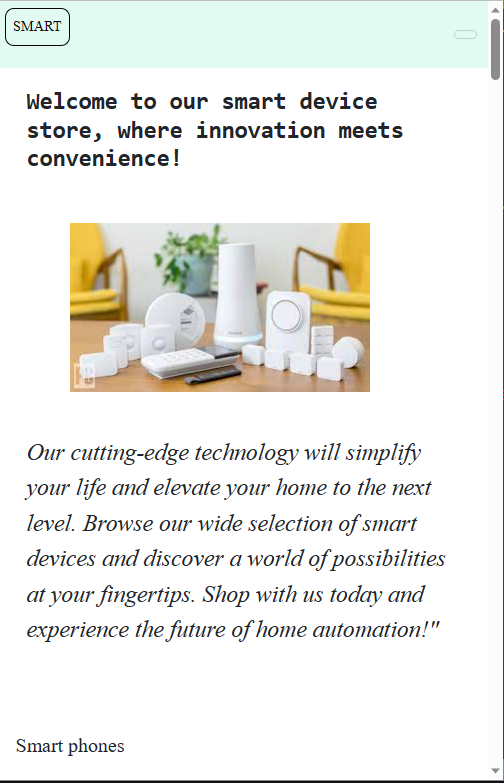 SMART
Welcome to our smart device
store, where innovation meets
convenience!
Our cutting-edge technology will simplify
your life and elevate your home to the next
level. Browse our wide selection of smart
devices and discover a world of possibilities
at your fingertips. Shop with us today and
experience the future of home automation!"
Smart phones